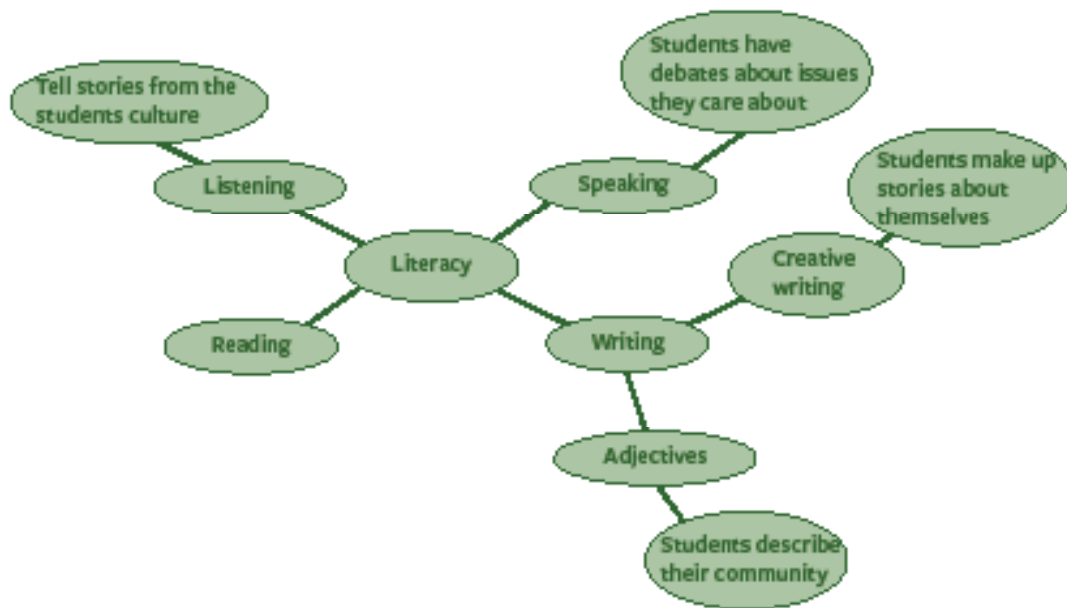 Tell stories from the
students culture
Listening
Students have
debates about issues
they care about
Speaking
Students make up
stories about
themselves
Creative
writing
Literacy
Reading
Writing
Adjectives
Students describe
their community